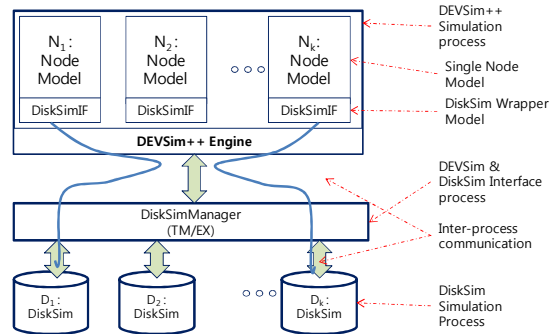 N1:
Node
Model
DiskSimIF
N2:
Node
Model
DiskSimIF
Nk:
Node
Model
DiskSimIF
DEVSim++ Engine
DiskSimManager
(TM/EX)
D1:
DiskSim
D2:
DiskSim
Dk:
DiskSim
DEVSim++
Simulation
process
Single Node
Model
DiskSim Wrapper
Model
DEVSim &
DiskSim Interface
process
Inter-process
communication
DiskSim
Simulation
Process